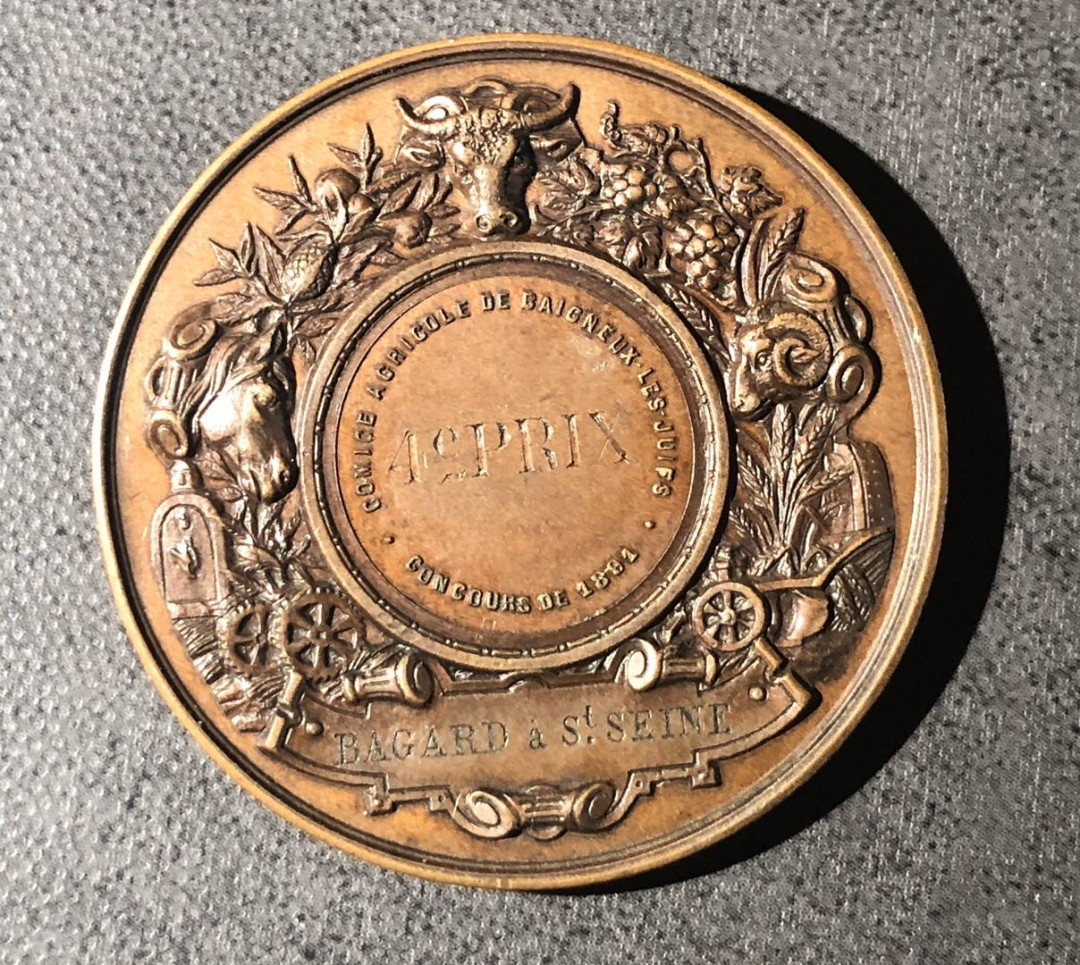 COMICE AGRICOLE DE BAIGNEUX-LES-JUIFS
4e PRIX
CONCOURS DE 1891
BAGARD à St. SEINE